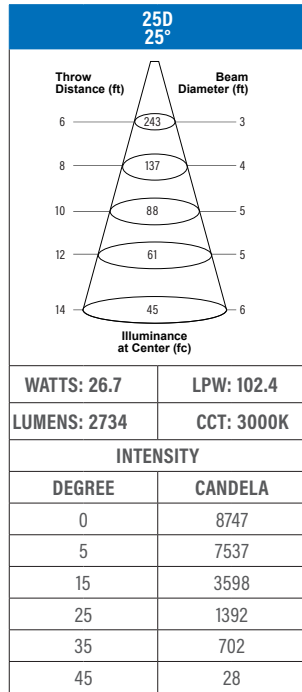 25D
25°
Throw Beam
Distance (ft) Diameter (ft)
6 243 3
8 137 4
10 88 5
12 61 5
14 45 6
Illuminance
at Center (fc)
WATTS: 26.7 LPW: 102.4
LUMENS: 2734 CCT: 3000K
INTENSITY
DEGREE CANDELA
0 8747
5 7537
15 3598
25 1392
35 702
45 28